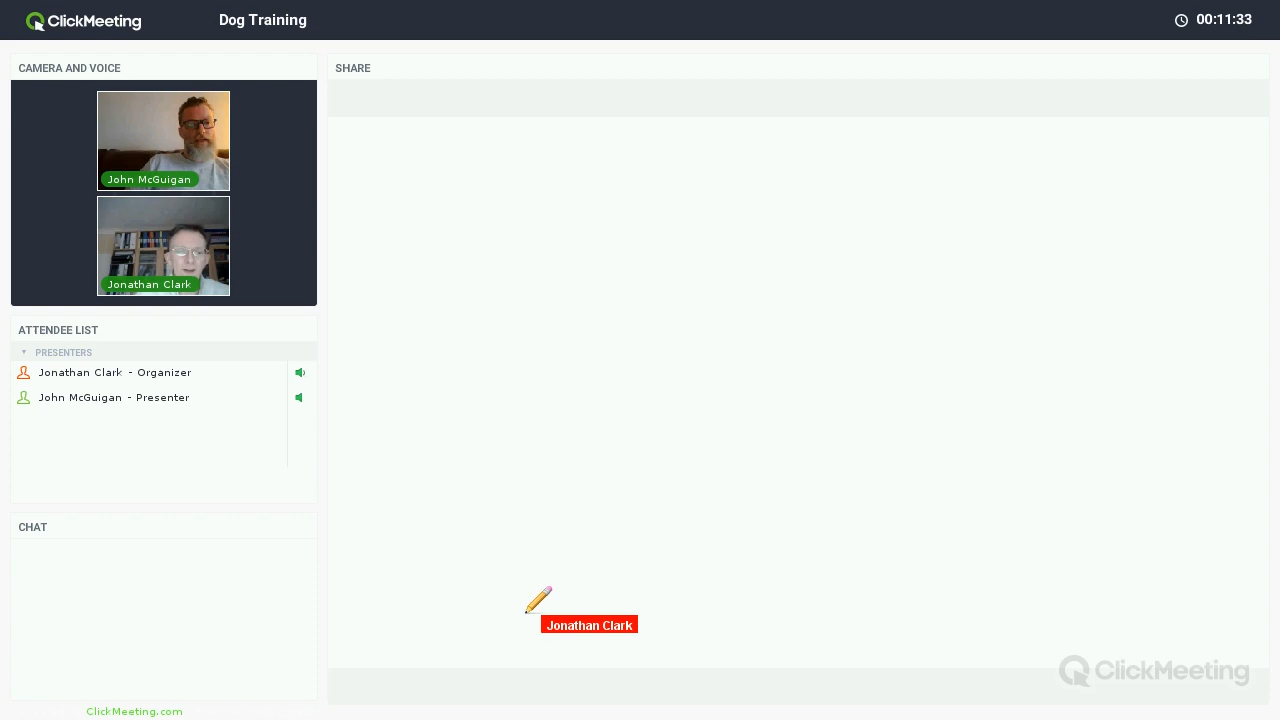 ClickMeeting
Dog Training
00:11:33
CAMERA AND VOICE
John McGuigan
Jonathan Clark
ATTENDEE LIST
PRESENTERS
Jonathan Clark - Organizer
John McGuigan - Presenter
CHAT
ClickMeeting.com
SHARE
Jonathan Clark
ClickMeeting